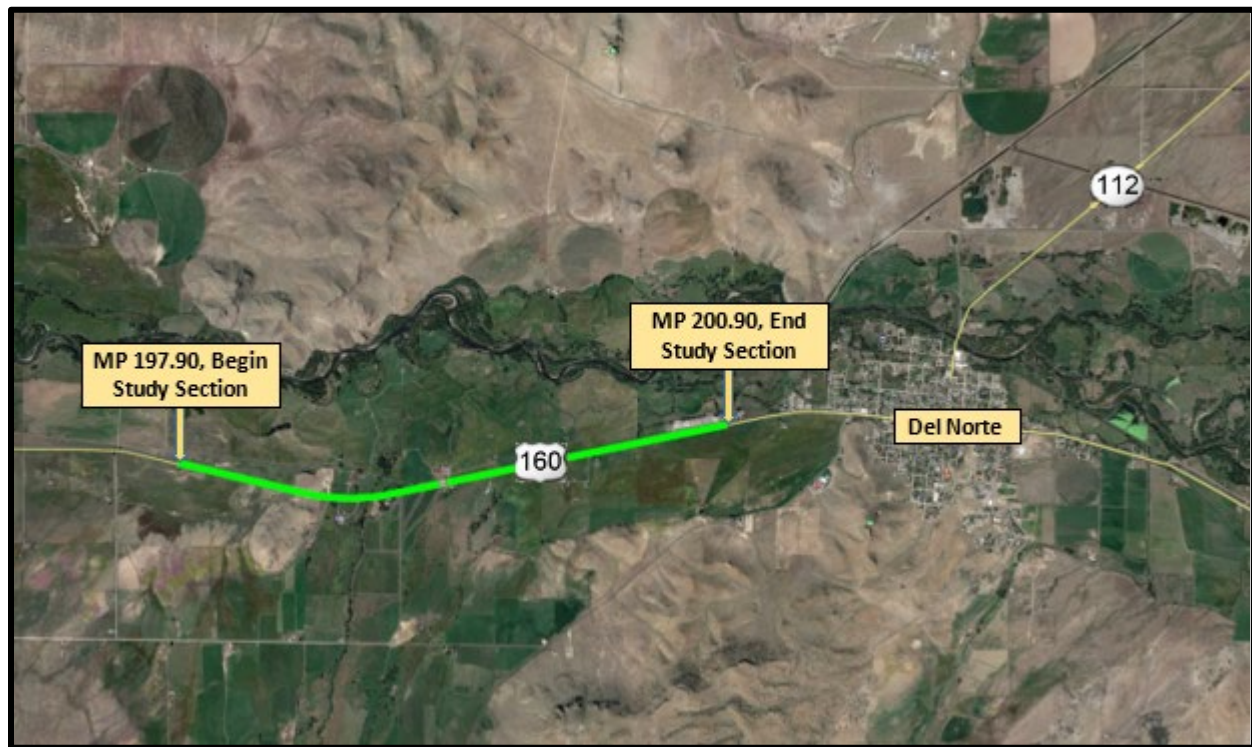 112
MP 200.90, End
Study Section
MP 197.90, Begin
Study Section
Del Norte
160